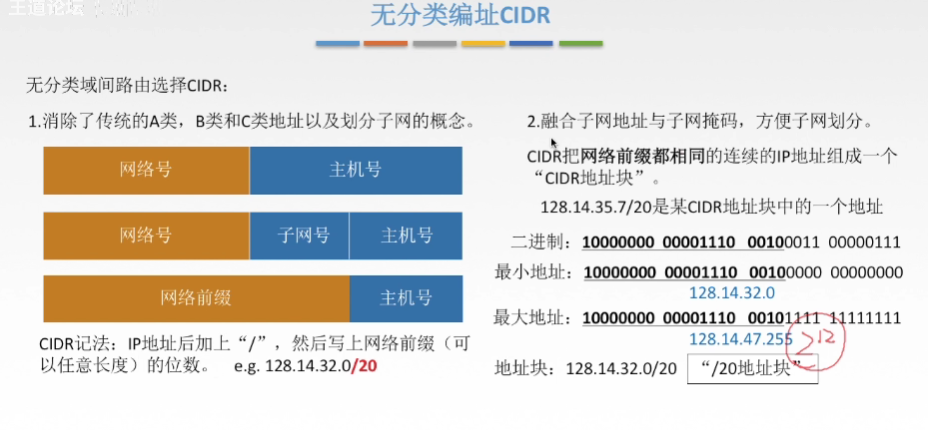 王道论坛
无分类编址CIDR
无分类域间路由选择CIDR：
1.消除了传统的A类，B类和C类地址以及划分子网的概念。
网络号 主机号
网络号 子网号 主机号
网络前缀 主机号
CIDR记法：IP地址后加上“/”，然后写上网络前缀（可
以任意长度）的位数。 e.g. 128.14.32.0/20
2.融合子网地址与子网掩码，方便子网划分。
CIDR把网络前缀都相同的连续的IP地址组成一个
“CIDR地址块”。
128.14.35.7/20是某CIDR地址块中的一个地址
二进制：10000000 00001110 00100011 00000111
最小地址：10000000 00001110 00100000 00000000
128.14.32.0
最大地址：10000000 00001110 00101111 11111111
128.14.47.255
2¹²
地址块：128.14.32.0/20 “/20地址块”